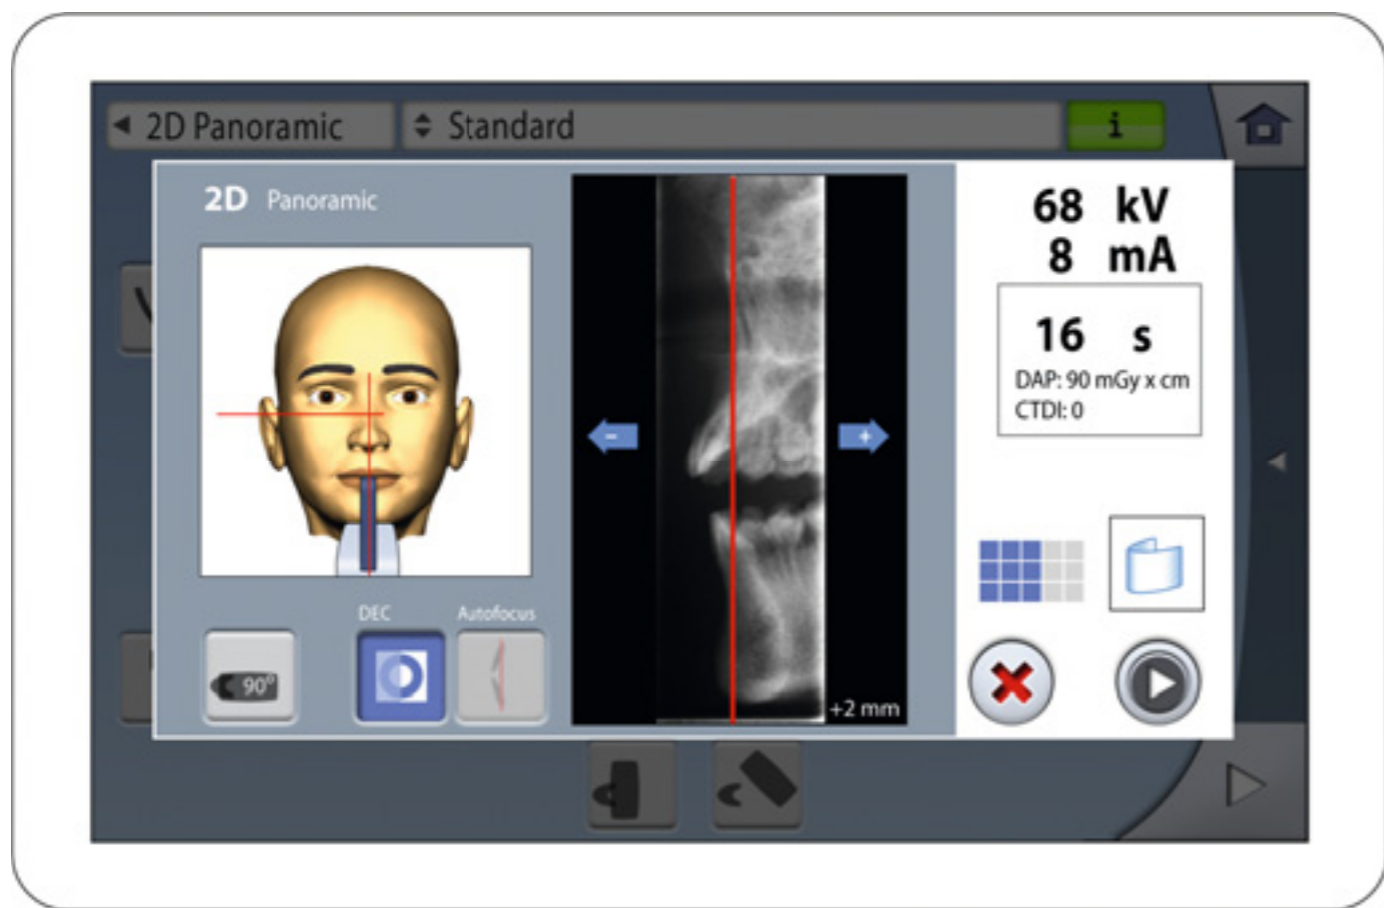 2D Panoramic
Standard
i
2D Panoramic
68 kV
8 mA
16 s
DAP: 90 mGy x cm
CTDI: 0
-
+
DEC
Autofocus
90°
+2 mm